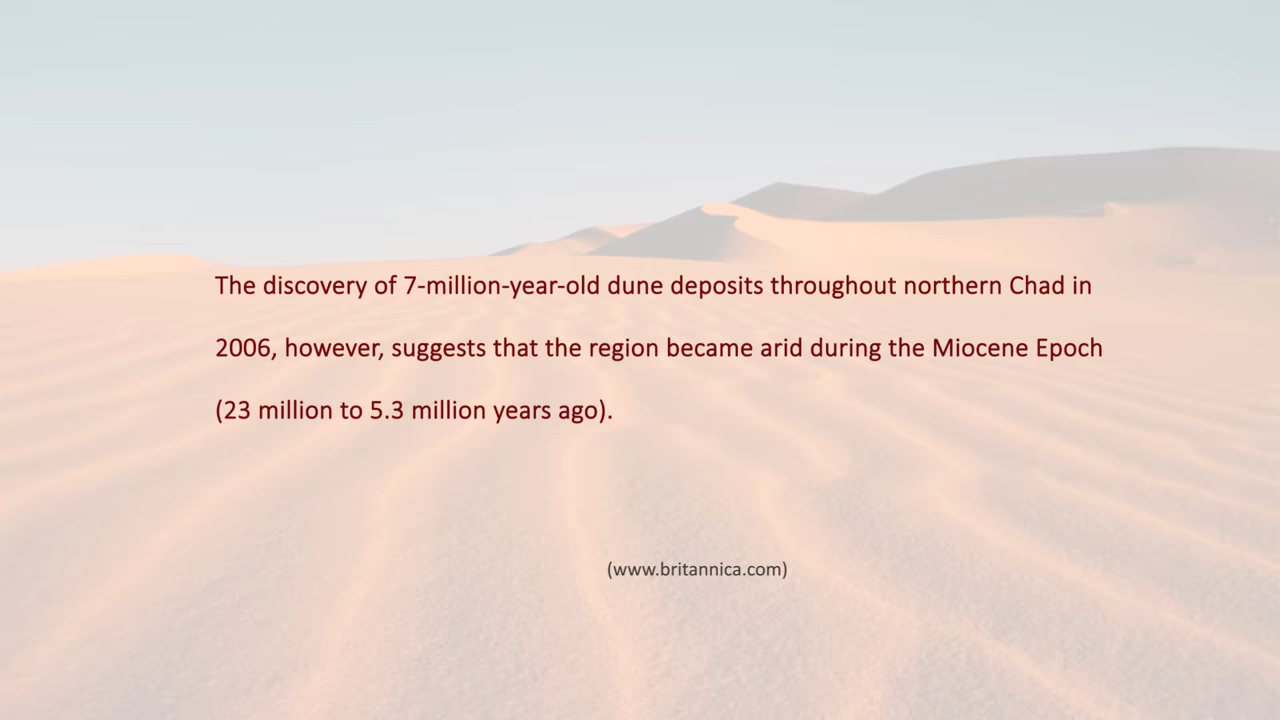 The discovery of 7-million-year-old dune deposits throughout northern Chad in
2006, however, suggests that the region became arid during the Miocene Epoch
(23 million to 5.3 million years ago).
(www.britannica.com)